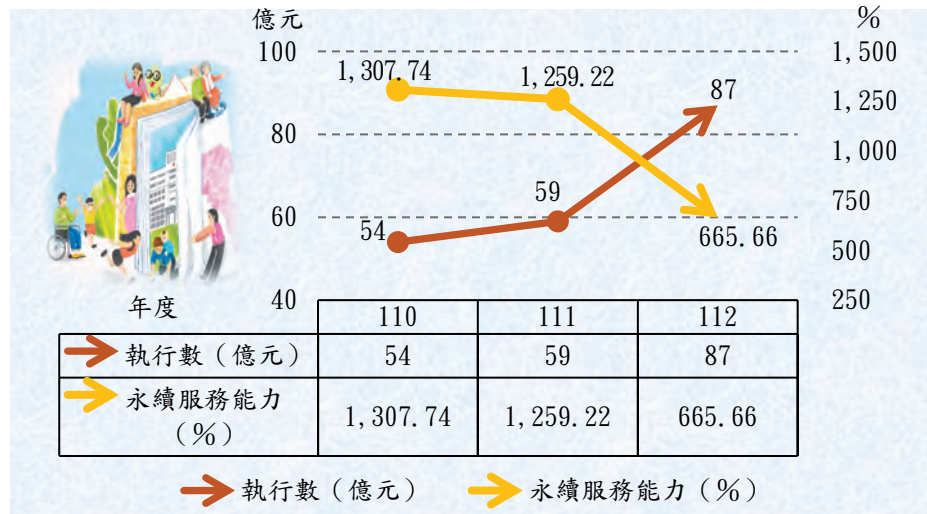 億元
%
100
1,500
1,307.74
1,259.22
87
1,250
80
1,000
59
750
60
54
665.66
500
年度
40
250
110 111 112
執行數（億元） 54 59 87
永續服務能力（%） 1,307.74 1,259.22 665.66
執行數（億元） 永續服務能力（%）